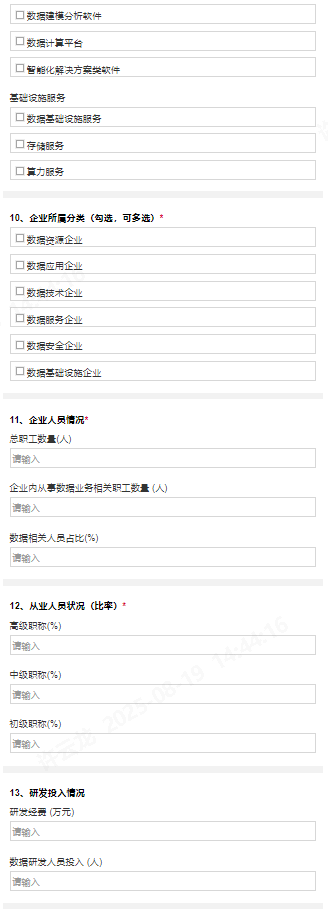 数据建模分析软件
数据计算平台
智能化解决方案类软件
基础设施服务
数据基础设施服务
存储服务
算力服务
10、企业所属分类（勾选，可多选）*
数据资源企业
数据应用企业
数据技术企业
数据服务企业
数据安全企业
数据基础设施企业
11、企业人员情况*
总职工数量(人)
请输入
企业内从事数据业务相关职工数量 (人)
请输入
数据相关人员占比(%)
请输入
12、从业人员状况（比率）*
高级职称(%)
请输入
中级职称(%)
请输入
初级职称(%)
请输入
许云龙 2025-08-19 14:44:16
13、研发投入情况
研发经费 (万元)
请输入
数据研发人员投入 (人)
请输入